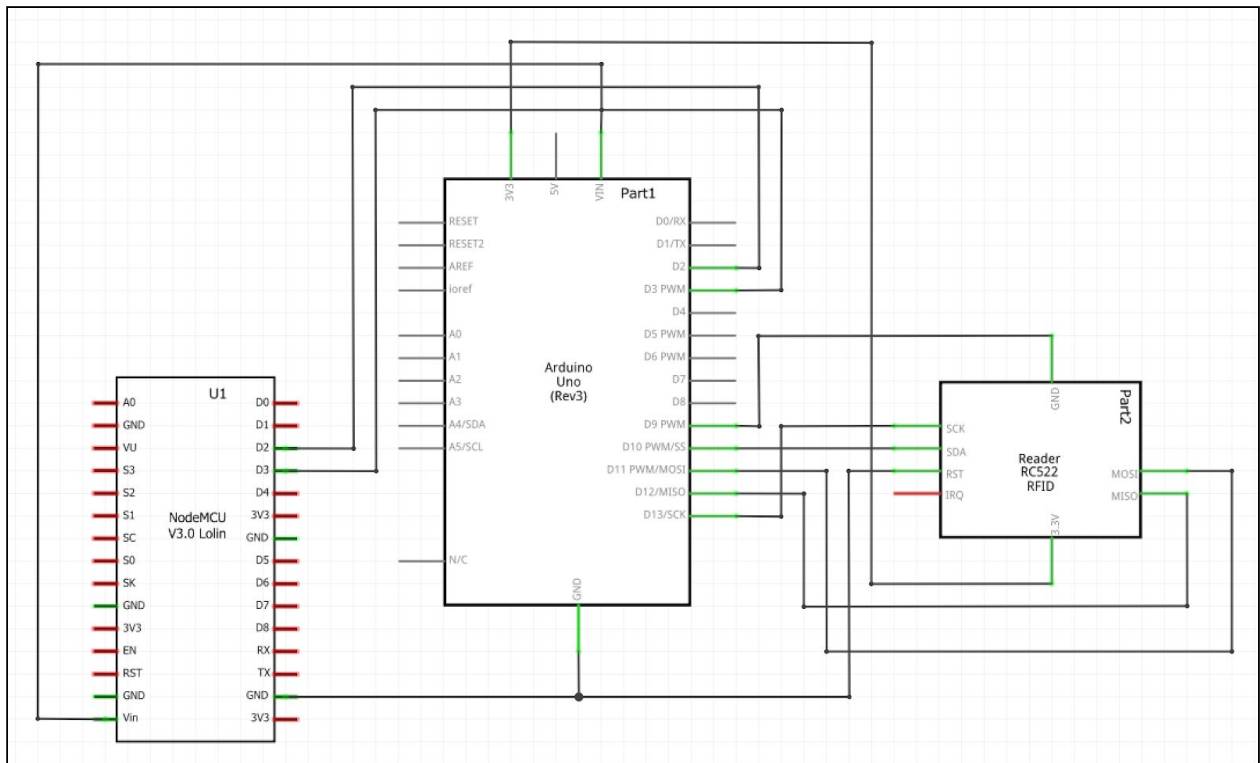 3V3
5V
VIN
Part1
RESET
RESET2
AREF
ioref
A0
A1
A2
A3
A4/SDA
A5/SCL
N/C
Arduino
Uno
(Rev3)
D0/RX
D1/TX
D2
D3 PWM
D4
D5 PWM
D6 PWM
D7
D8
D9 PWM
D10 PWM/SS
D11 PWM/MOSI
D12/MISO
D13/SCK
GND
U1
A0
GND
VU
S3
S2
S1
SC
S0
SK
GND
3V3
EN
RST
GND
Vin
NodeMCU
V3.0 Lolin
D0
D1
D2
D3
D4
3V3
GND
D5
D6
D7
D8
RX
TX
GND
3V3
GND
Part2
SCK
SDA
RST
IRQ
Reader
RC522
RFID
MOSI
MISO
3.3V